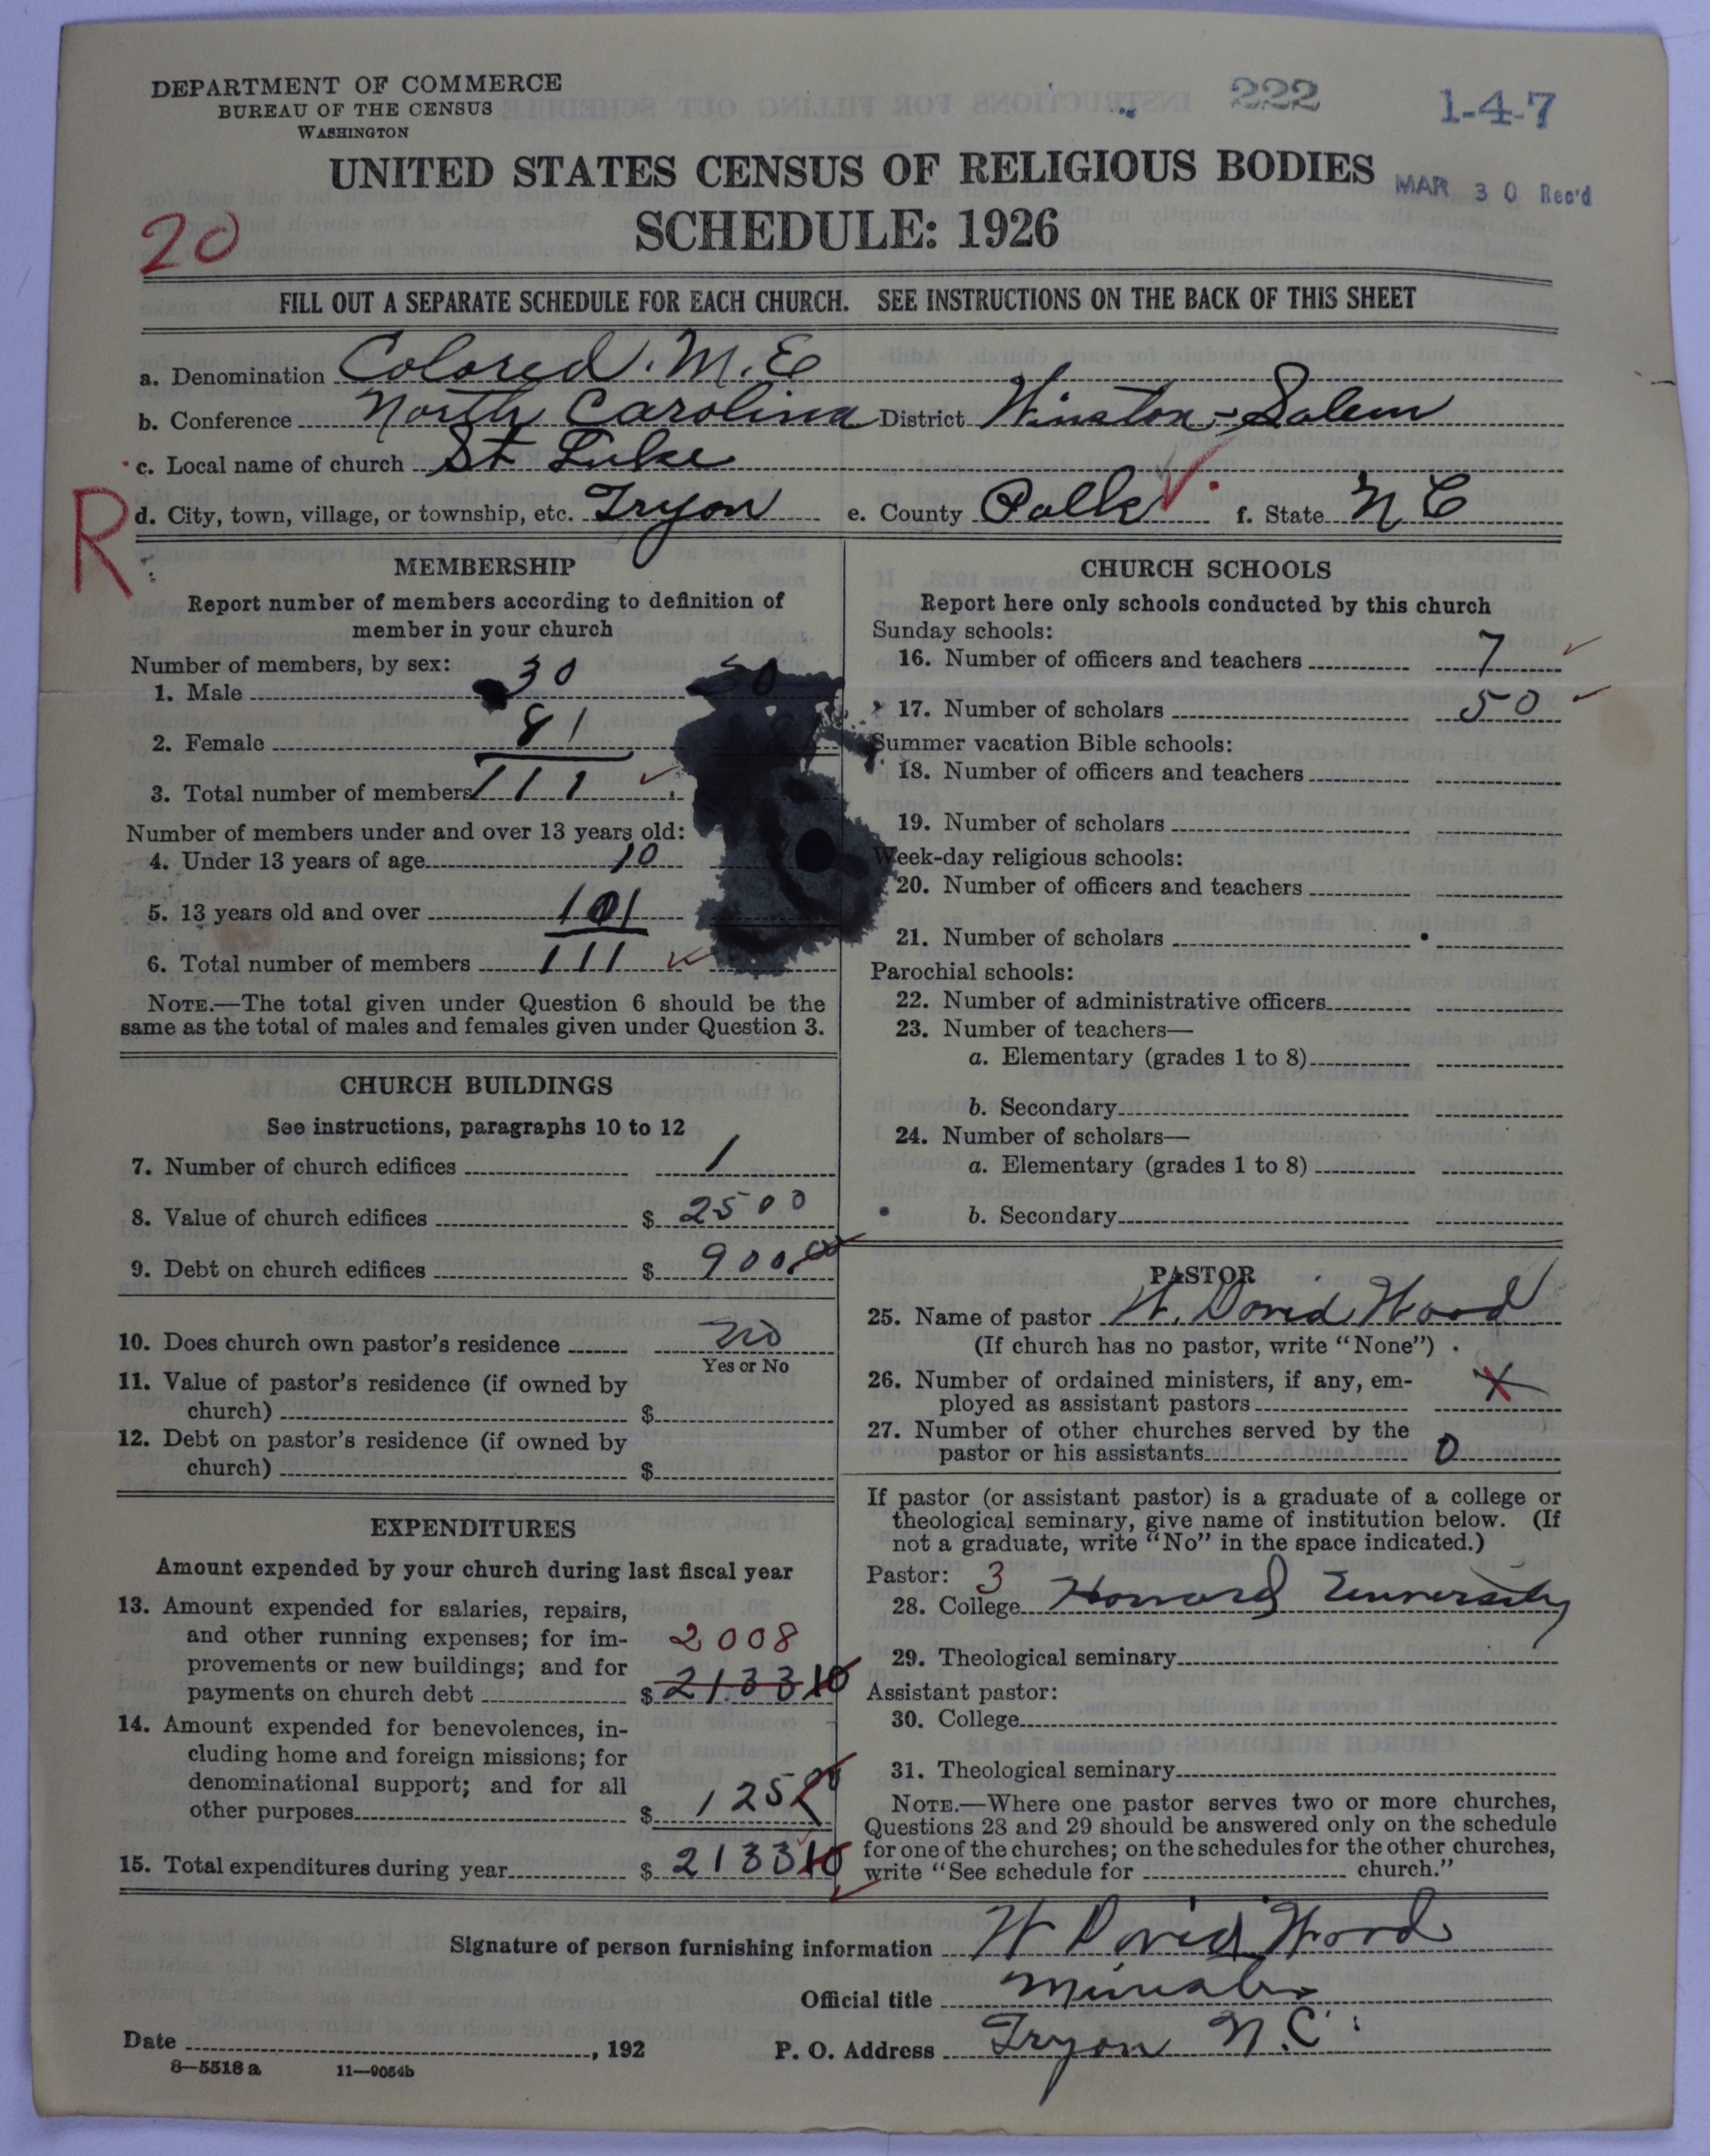 DEPARTMENT OF COMMERCE
BUREAU OF THE CENSUS
WASHINGTON
222
1-4-7
UNITED STATES CENSUS OF RELIGIOUS BODIES
MAR 30 Rec'd
SCHEDULE: 1926
20
FILL OUT A SEPARATE SCHEDULE FOR EACH CHURCH. SEE INSTRUCTIONS ON THE BACK OF THIS SHEET
a. Denomination Colored. M. E
b. Conference North Carolina District Winston-Salem
c. Local name of church St Luke
R
d. City, town, village, or township, etc. Tryon e. County Polk f. State N C
MEMBERSHIP
Report number of members according to definition of
member in your church
Number of members, by sex:
1. Male 30 30
2. Female 81
3. Total number of members 111
Number of members under and over 13 years old:
4. Under 13 years of age 10
5. 13 years old and over 101
6. Total number of members 111
NOTE.—The total given under Question 6 should be the
same as the total of males and females given under Question 3.
CHURCH BUILDINGS
See instructions, paragraphs 10 to 12
7. Number of church edifices 1
8. Value of church edifices $ 2500
9. Debt on church edifices $ 900.00
10. Does church own pastor's residence No
Yes or No
11. Value of pastor's residence (if owned by
church) $
12. Debt on pastor's residence (if owned by
church) $
EXPENDITURES
Amount expended by your church during last fiscal year
13. Amount expended for salaries, repairs,
and other running expenses; for im-
2008
provements or new buildings; and for
payments on church debt $ 2133 10
14. Amount expended for benevolences, in-
cluding home and foreign missions; for
denominational support; and for all
other purposes $ 125 00
15. Total expenditures during year $ 2133 10
CHURCH SCHOOLS
Report here only schools conducted by this church
Sunday schools:
16. Number of officers and teachers 7
17. Number of scholars 50
Summer vacation Bible schools:
18. Number of officers and teachers
19. Number of scholars
Week-day religious schools:
20. Number of officers and teachers
21. Number of scholars
Parochial schools:
22. Number of administrative officers
23. Number of teachers—
a. Elementary (grades 1 to 8)
b. Secondary
24. Number of scholars—
a. Elementary (grades 1 to 8)
b. Secondary
PASTOR
25. Name of pastor W. David Wood
(If church has no pastor, write "None")
26. Number of ordained ministers, if any, em-
ployed as assistant pastors X
27. Number of other churches served by the
pastor or his assistants 0
If pastor (or assistant pastor) is a graduate of a college or
theological seminary, give name of institution below. (If
not a graduate, write "No" in the space indicated.)
Pastor: 3
28. College Howard University
29. Theological seminary
Assistant pastor:
30. College
31. Theological seminary
NOTE.—Where one pastor serves two or more churches,
Questions 28 and 29 should be answered only on the schedule
for one of the churches; on the schedules for the other churches,
write "See schedule for church."
Signature of person furnishing information W David Wood
Official title Minister
Date , 192
P. O. Address Tryon N.C.
8—5518 a 11—9054b